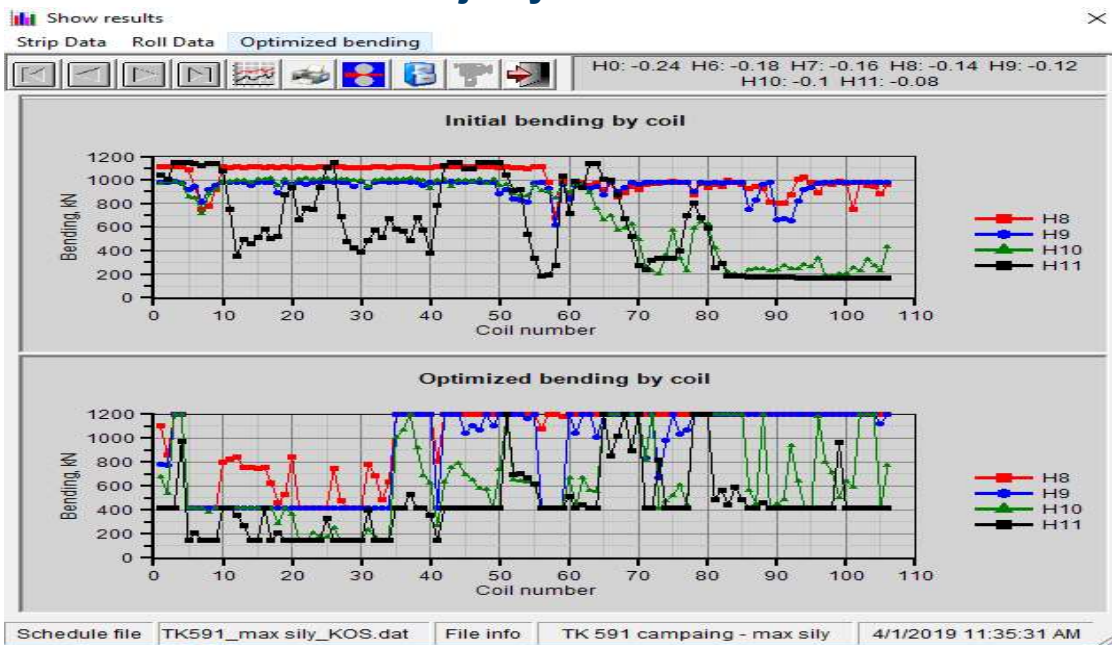 Show results
Strip Data Roll Data Optimized bending
H0: -0.24 H6: -0.18 H7: -0.16 H8: -0.14 H9: -0.12
H10: -0.1 H11: -0.08
Initial bending by coil
Bending, kN
1200
1000
800
600
400
200
0
0 10 20 30 40 50 60 70 80 90 100 110
Coil number
H8
H9
H10
H11
Optimized bending by coil
Bending, kN
1200
1000
800
600
400
200
0
0 10 20 30 40 50 60 70 80 90 100 110
Coil number
H8
H9
H10
H11
Schedule file TK591_max sily_KOS.dat File info TK 591 campaing - max sily 4/1/2019 11:35:31 AM